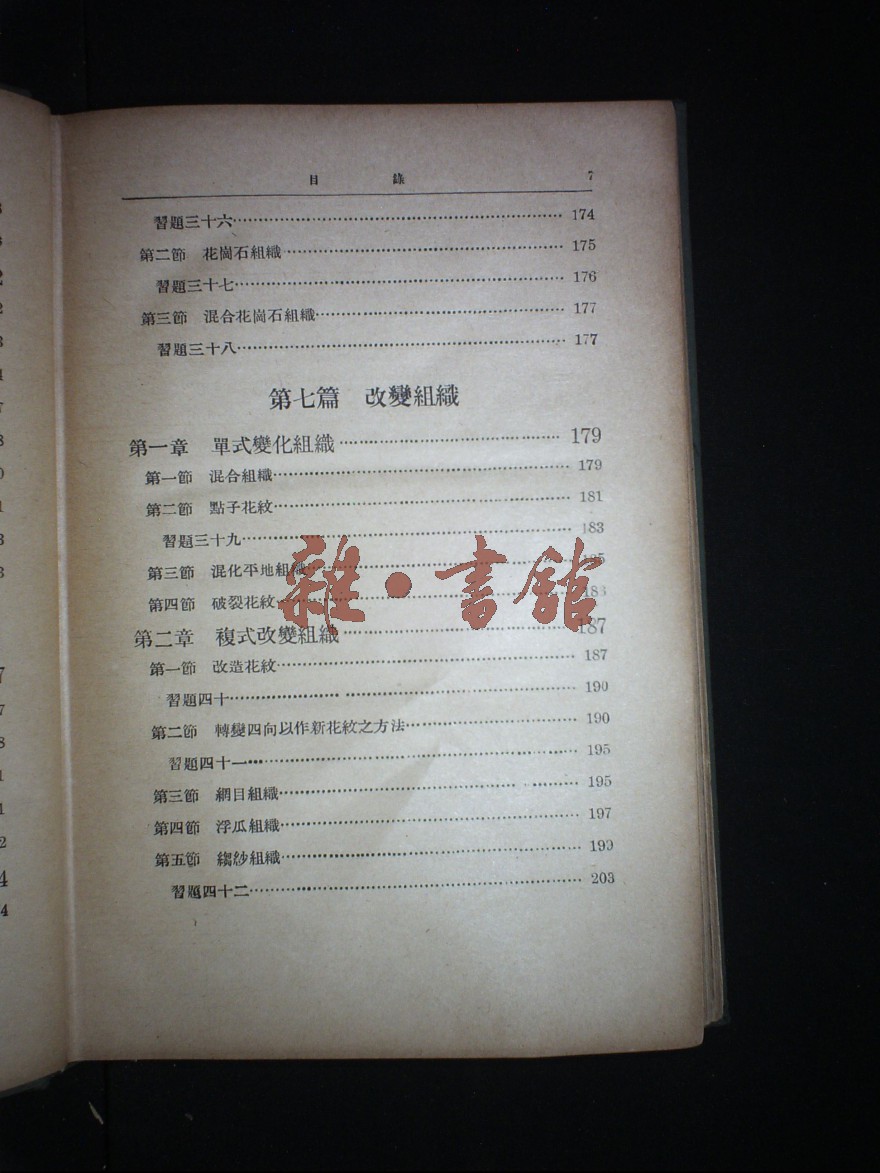 目 錄 7
習題三十六 174
第二節 花崗石組織 175
習題三十七 176
第三節 混合花崗石組織 177
習題三十八 177
第七篇 改變組織
第一章 單式變化組織 179
第一節 混合組織 179
第二節 點子花紋 181
習題三十九 183
第三節 混化平地組織
第四節 破裂花紋
雜·書館
第二章 複式改變組織 187
第一節 改造花紋 187
習題四十 190
第二節 轉變四向以作新花紋之方法 190
習題四十一 195
第三節 網目組織 195
第四節 浮瓜組織 197
第五節 縐紗組織 199
習題四十二 203